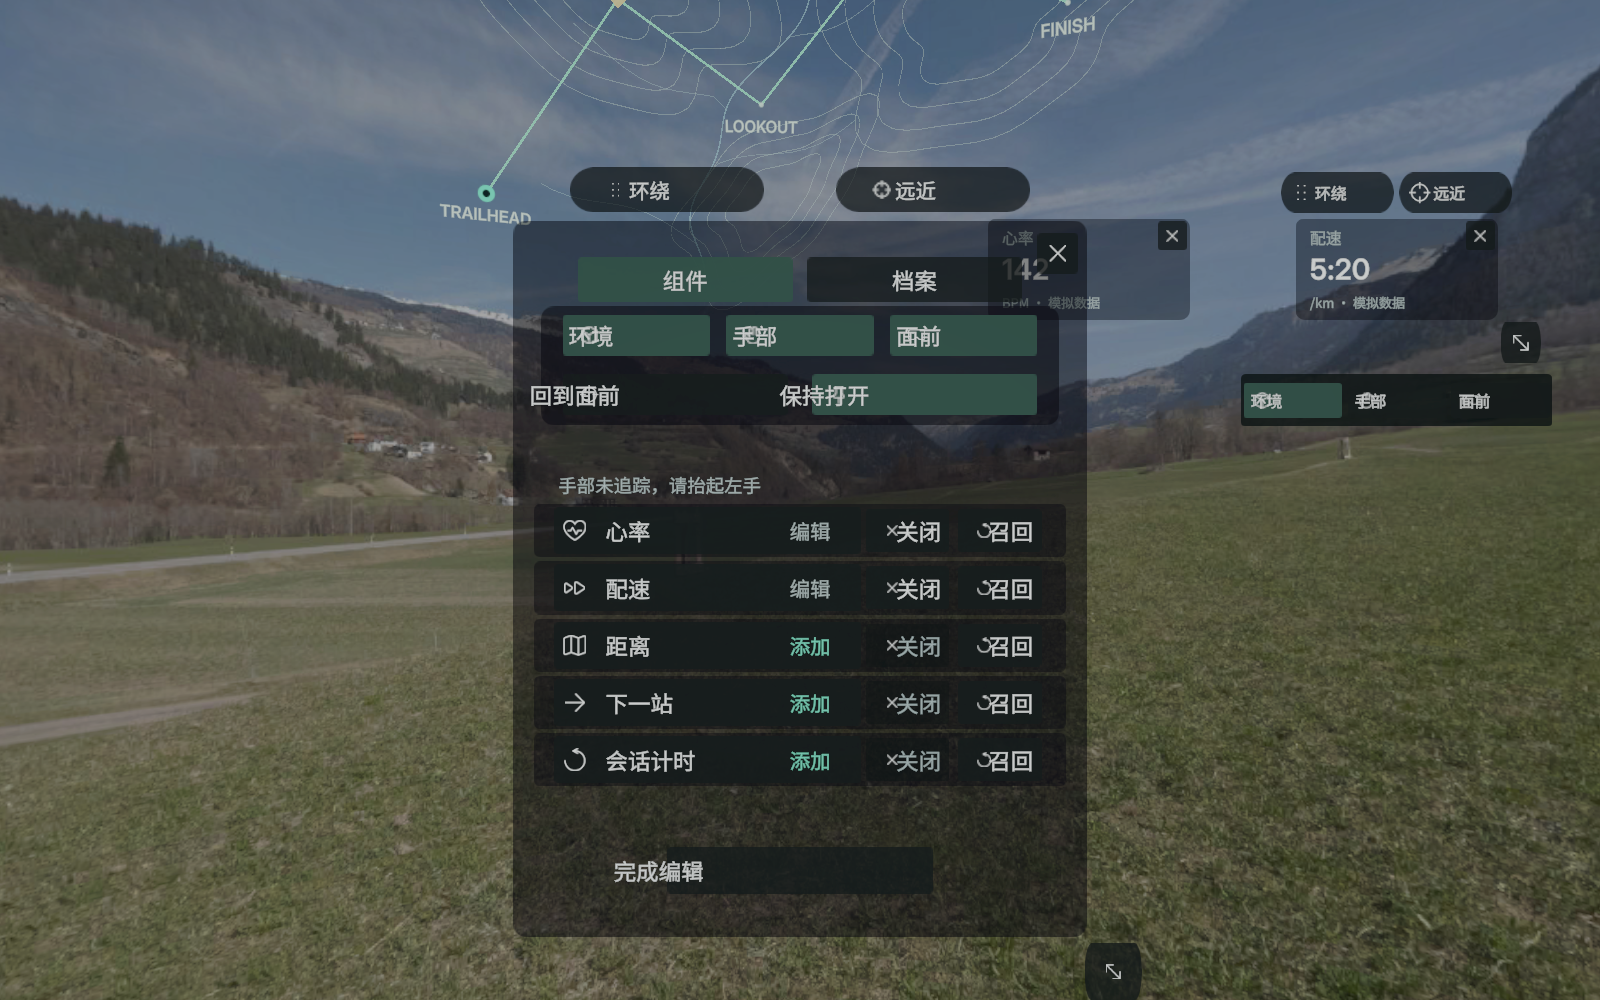 FINISH
LOOKOUT
TRAILHEAD
环绕
远近
环绕
远近
心率
142
BPM · 模拟数据
配速
5:20
/km · 模拟数据
组件
档案
环境
手部
面前
回到面前
保持打开
环境
手部
面前
手部未追踪，请抬起左手
心率 编辑 关闭 召回
配速 编辑 关闭 召回
距离 添加 关闭 召回
下一站 添加 关闭 召回
会话计时 添加 关闭 召回
完成编辑